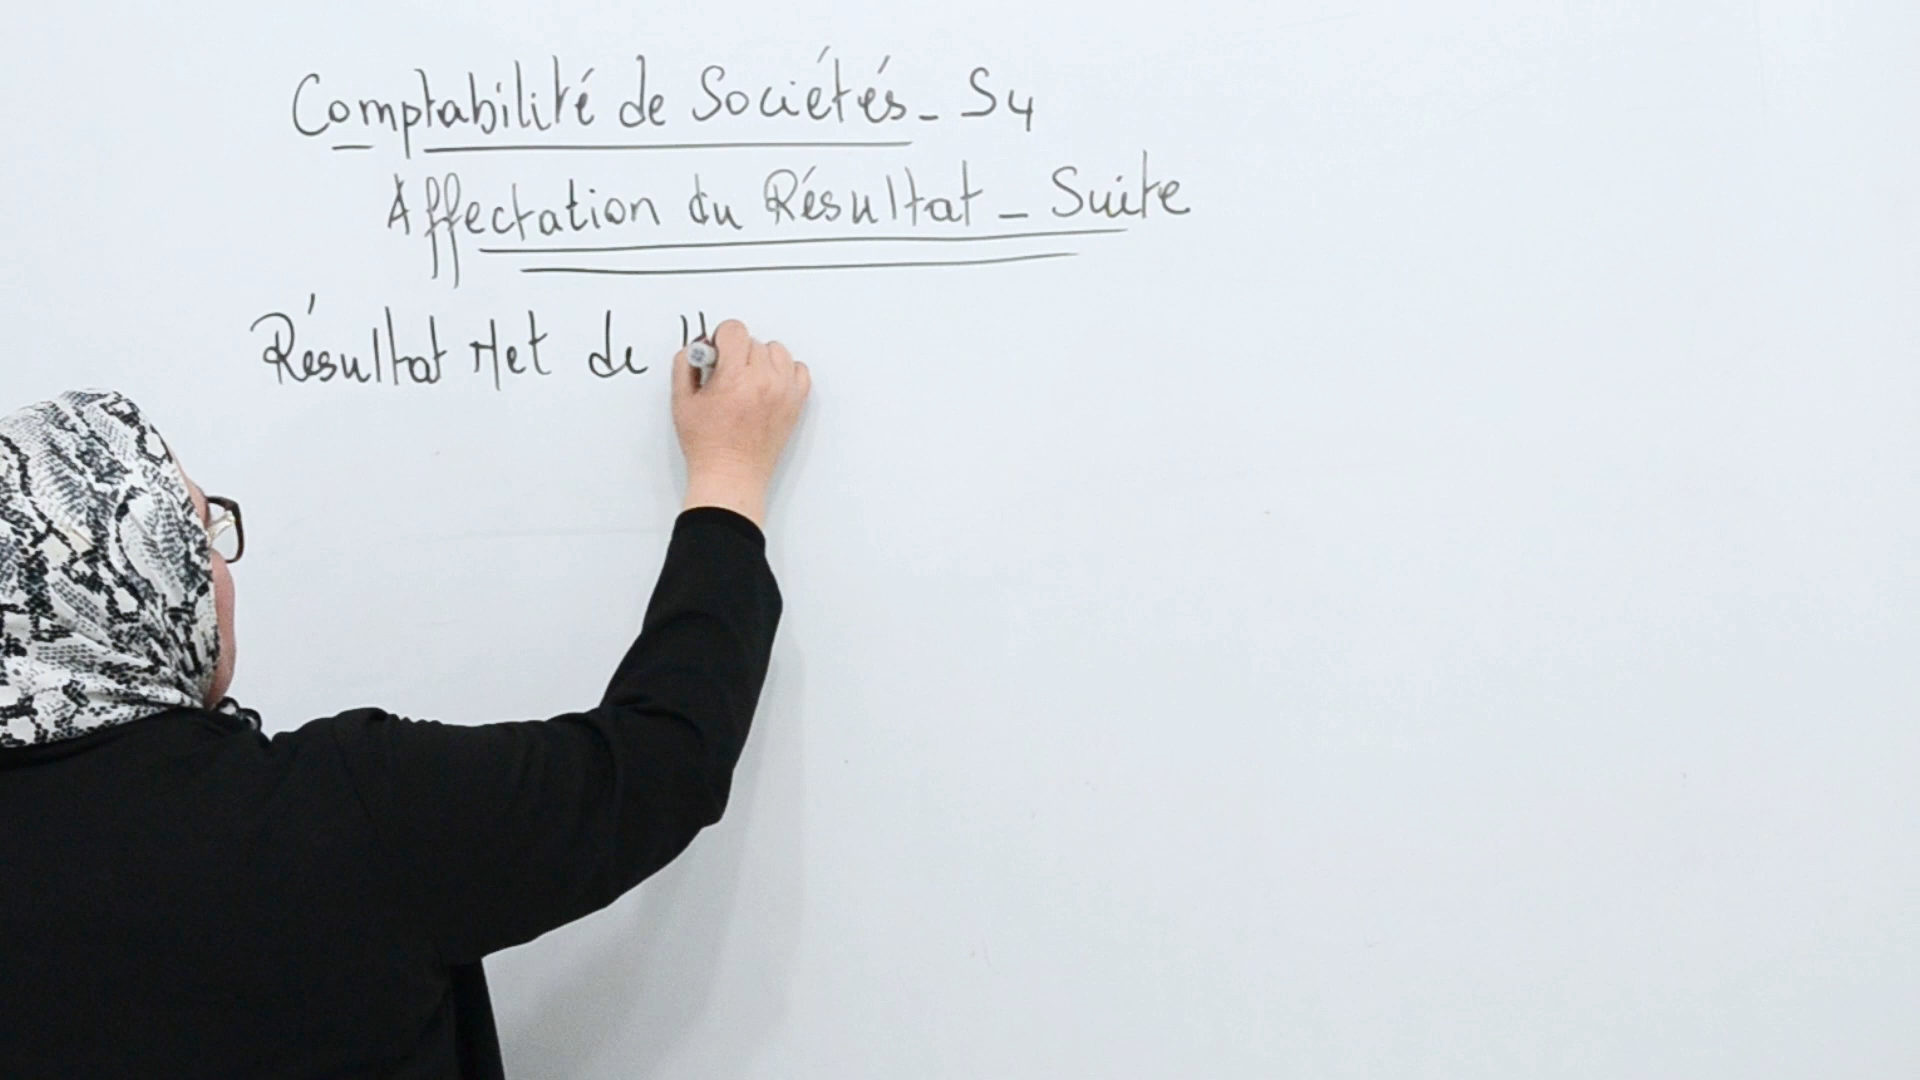 Comptabilité de Sociétés - S4
Affectation du Résultat - Suite
Résultat Net de